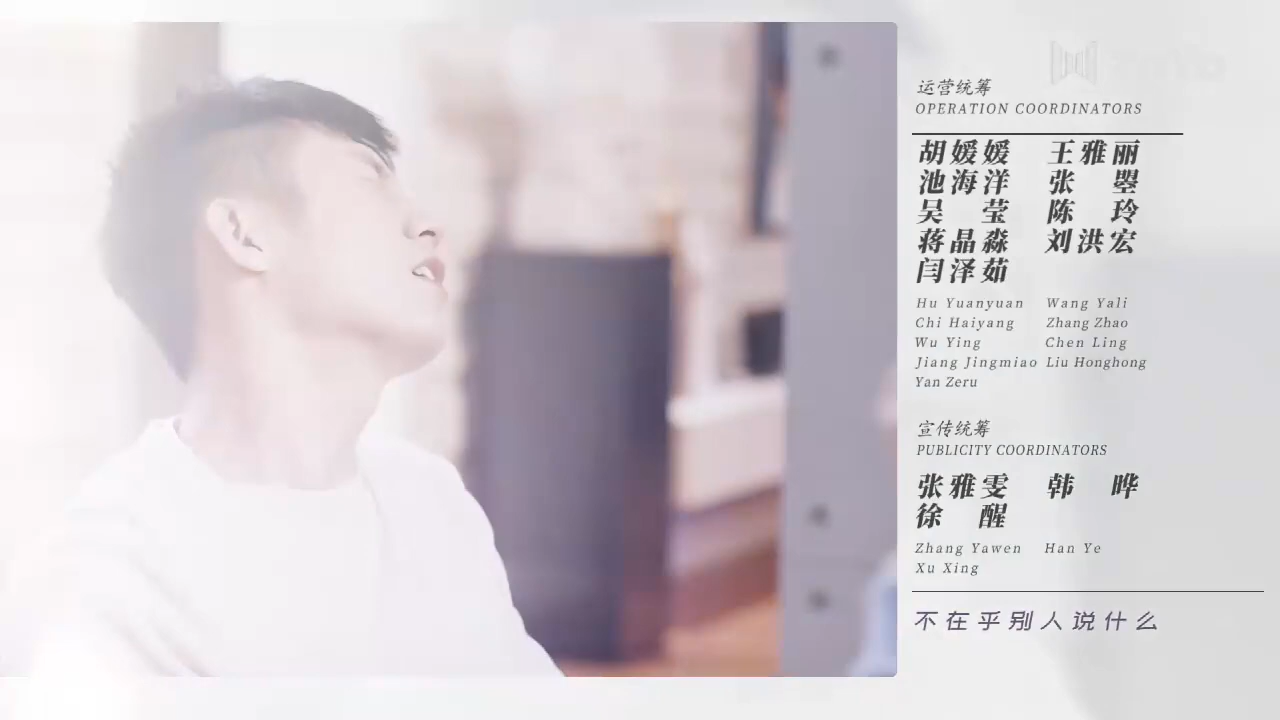 运营统筹
OPERATION COORDINATORS
胡媛媛 王雅丽
池海洋 张 曌
吴 莹 陈 玲
蒋晶淼 刘洪宏
闫泽茹
Hu Yuanyuan Wang Yali
Chi Haiyang Zhang Zhao
Wu Ying Chen Ling
Jiang Jingmiao Liu Honghong
Yan Zeru
宣传统筹
PUBLICITY COORDINATORS
张雅雯 韩 晔
徐 醒
Zhang Yawen Han Ye
Xu Xing
不在乎别人说什么